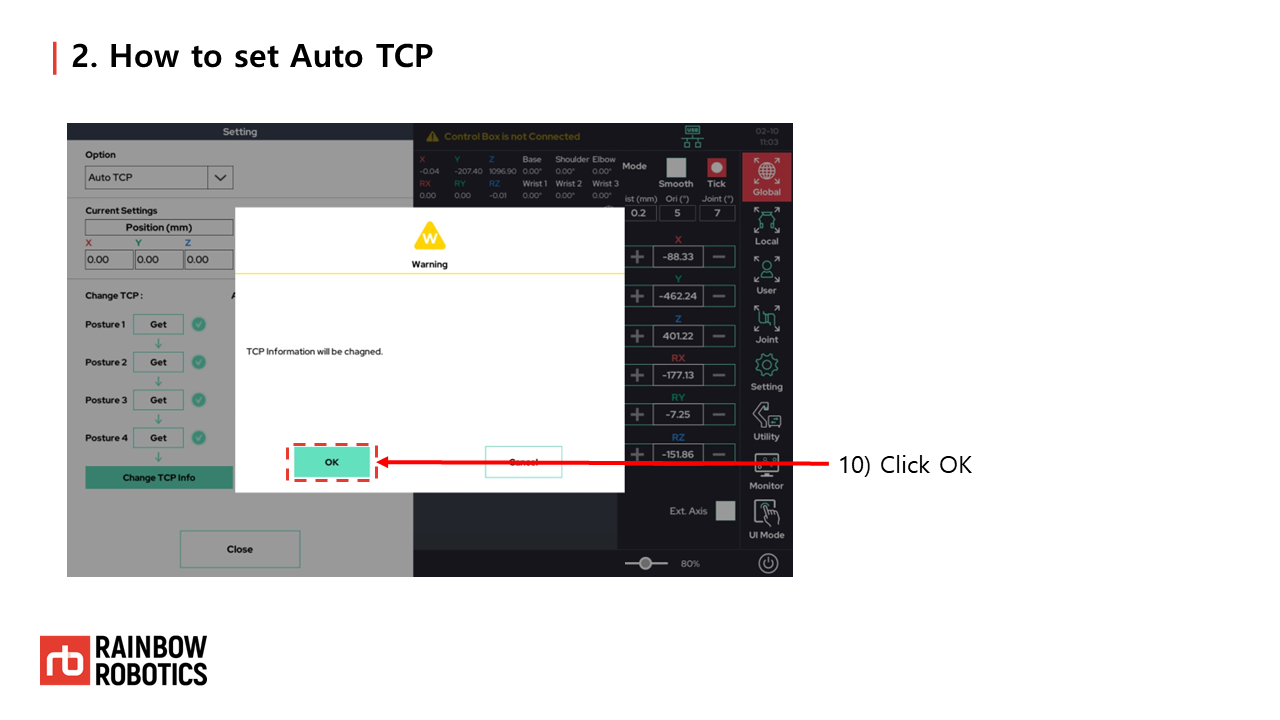 2. How to set Auto TCP
Setting
Option
Auto TCP
Current Settings
Position (mm)
X Y Z
0.00 0.00 0.00
Change TCP :
Posture 1 Get
Posture 2 Get
Posture 3 Get
Posture 4 Get
Change TCP Info
Close
W
Warning
TCP Information will be chagned.
OK
Cancel
Control Box is not Connected
USB
02-10
11:03
X Y Z Base Shoulder Elbow
-0.04 -207.40 1096.90 0.00° 0.00° 0.00°
RX RY RZ Wrist 1 Wrist 2 Wrist 3
0.00 0.00 -0.01 0.00° 0.00° 0.00°
Mode
Smooth Tick
ist (mm) Ori (°) Joint (°)
0.2 5 7
X
-88.33
Y
-462.24
Z
401.22
RX
-177.13
RY
-7.25
RZ
-151.86
Ext. Axis
80%
Global
Local
User
Joint
Setting
Utility
Monitor
UI Mode
10) Click OK
RAINBOW
ROBOTICS